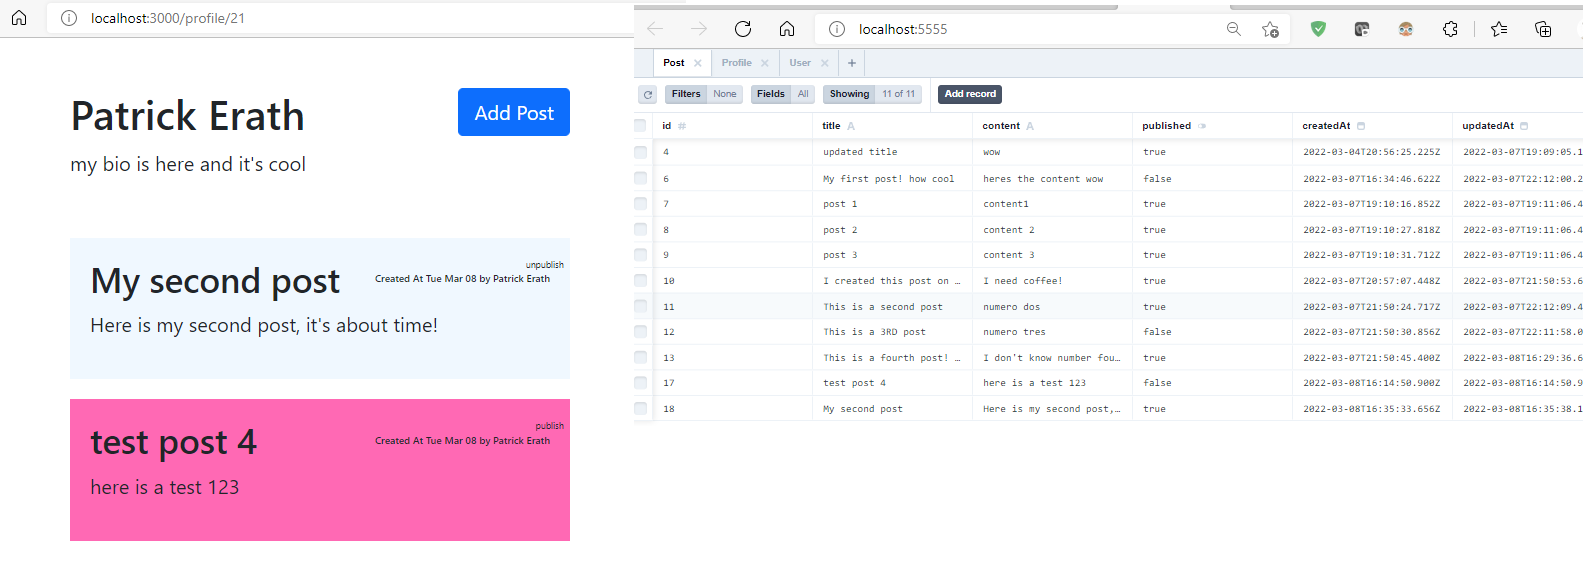 localhost:3000/profile/21
Patrick Erath
Add Post
my bio is here and it's cool
unpublish
My second post
Created At Tue Mar 08 by Patrick Erath
Here is my second post, it's about time!
publish
test post 4
Created At Tue Mar 08 by Patrick Erath
here is a test 123
localhost:5555
Post Profile User +
Filters None Fields All Showing 11 of 11 Add record
id # title A content A published createdAt updatedAt
4 updated title wow true 2022-03-04T20:56:25.225Z 2022-03-07T19:09:05.1
6 My first post! how cool heres the content wow false 2022-03-07T16:34:46.622Z 2022-03-07T22:12:00.2
7 post 1 content1 true 2022-03-07T19:10:16.852Z 2022-03-07T19:11:06.4
8 post 2 content 2 true 2022-03-07T19:10:27.818Z 2022-03-07T19:11:06.4
9 post 3 content 3 true 2022-03-07T19:10:31.712Z 2022-03-07T19:11:06.4
10 I created this post on … I need coffee! true 2022-03-07T20:57:07.448Z 2022-03-07T21:50:53.6
11 This is a second post numero dos true 2022-03-07T21:50:24.717Z 2022-03-07T22:12:09.4
12 This is a 3RD post numero tres false 2022-03-07T21:50:30.856Z 2022-03-07T22:11:58.0
13 This is a fourth post! … I don't know number fou… true 2022-03-07T21:50:45.400Z 2022-03-08T16:29:36.6
17 test post 4 here is a test 123 false 2022-03-08T16:14:50.900Z 2022-03-08T16:14:50.9
18 My second post Here is my second post,… true 2022-03-08T16:35:33.656Z 2022-03-08T16:35:38.1